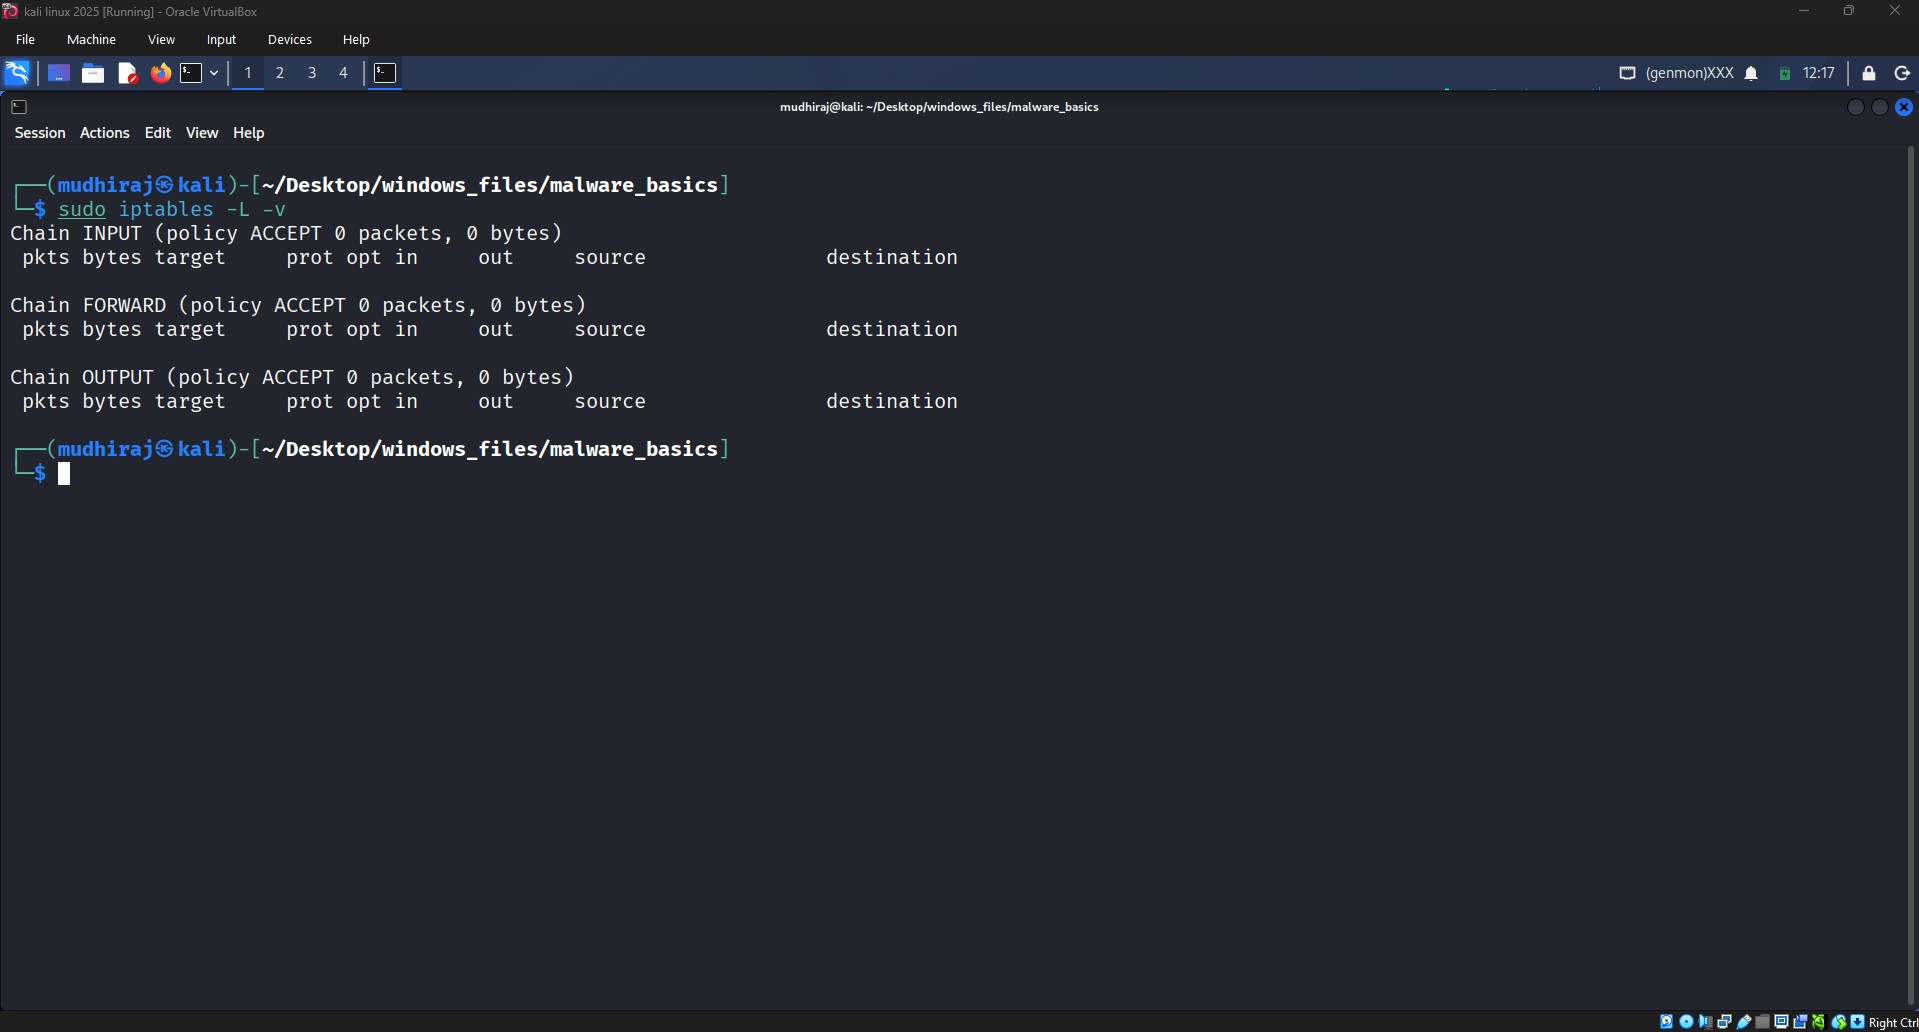 kali linux 2025 [Running] - Oracle VirtualBox
File Machine View Input Devices Help
1 2 3 4 (genmon)XXX 12:17
mudhiraj@kali: ~/Desktop/windows_files/malware_basics
Session Actions Edit View Help
┌──(mudhiraj㉿kali)-[~/Desktop/windows_files/malware_basics]
└─$ sudo iptables -L -v
Chain INPUT (policy ACCEPT 0 packets, 0 bytes)
 pkts bytes target     prot opt in     out     source               destination
Chain FORWARD (policy ACCEPT 0 packets, 0 bytes)
 pkts bytes target     prot opt in     out     source               destination
Chain OUTPUT (policy ACCEPT 0 packets, 0 bytes)
 pkts bytes target     prot opt in     out     source               destination
┌──(mudhiraj㉿kali)-[~/Desktop/windows_files/malware_basics]
└─$
Right Ctrl